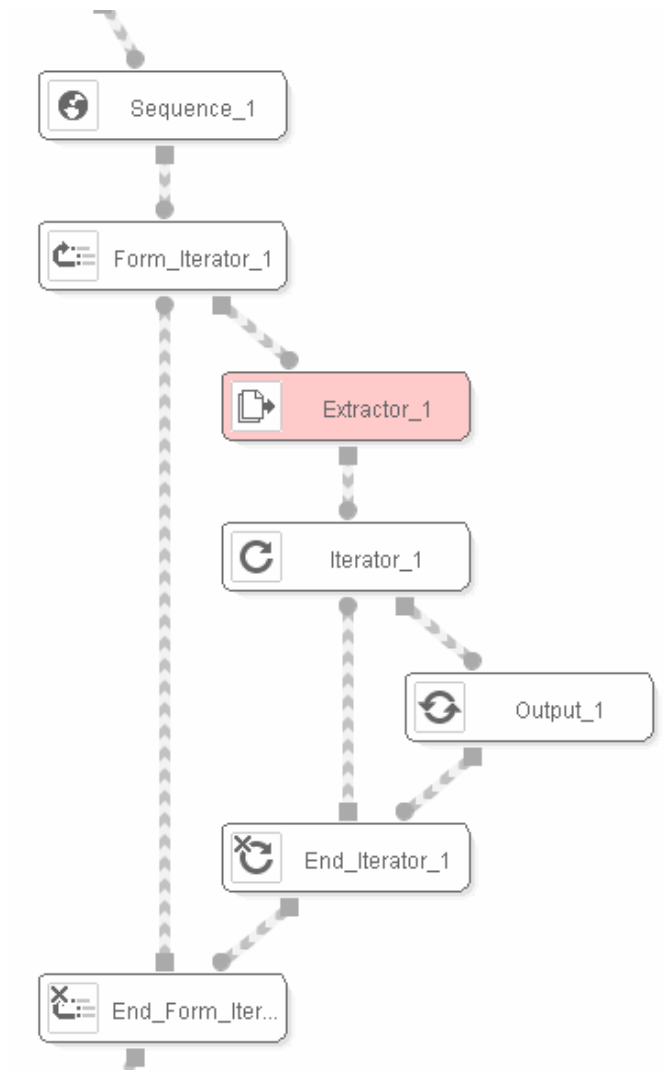 Sequence_1
Form_Iterator_1
Extractor_1
Iterator_1
Output_1
End_Iterator_1
End_Form_Iter...